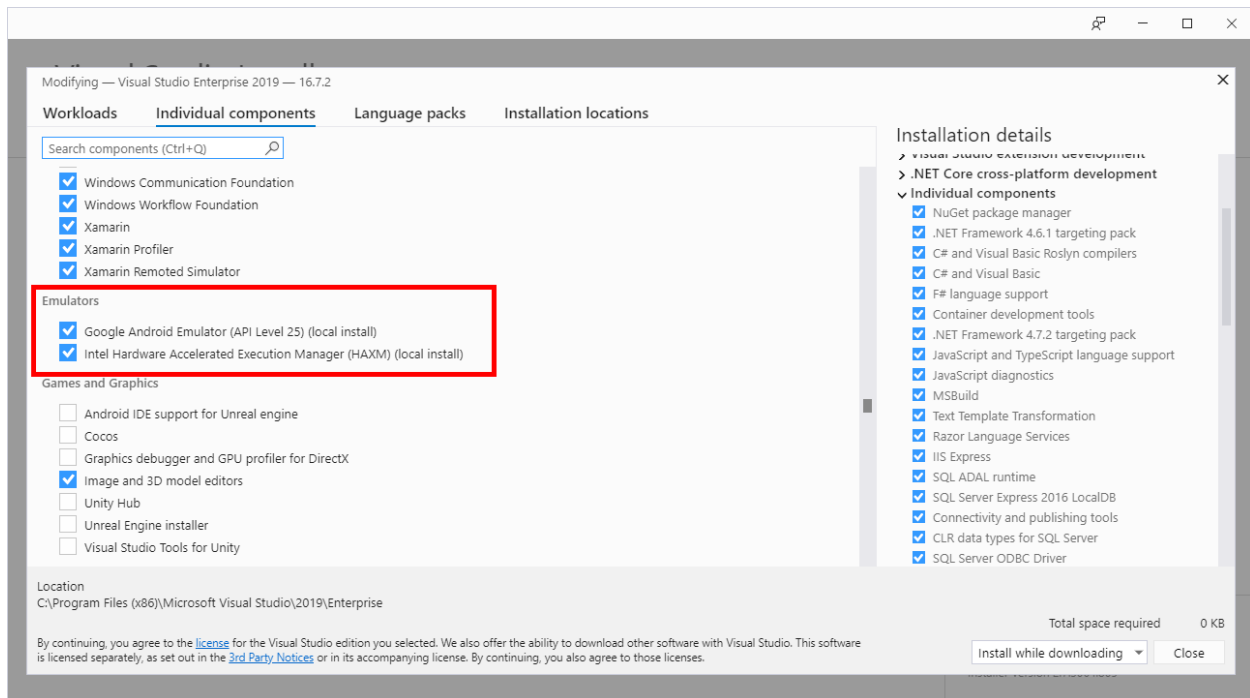 Modifying — Visual Studio Enterprise 2019 — 16.7.2
Workloads
Individual components
Language packs
Installation locations
Search components (Ctrl+Q)
Windows Communication Foundation
Windows Workflow Foundation
Xamarin
Xamarin Profiler
Xamarin Remoted Simulator
Emulators
Google Android Emulator (API Level 25) (local install)
Intel Hardware Accelerated Execution Manager (HAXM) (local install)
Games and Graphics
Android IDE support for Unreal engine
Cocos
Graphics debugger and GPU profiler for DirectX
Image and 3D model editors
Unity Hub
Unreal Engine installer
Visual Studio Tools for Unity
Installation details
Visual Studio extension development
.NET Core cross-platform development
Individual components
NuGet package manager
.NET Framework 4.6.1 targeting pack
C# and Visual Basic Roslyn compilers
C# and Visual Basic
F# language support
Container development tools
.NET Framework 4.7.2 targeting pack
JavaScript and TypeScript language support
JavaScript diagnostics
MSBuild
Text Template Transformation
Razor Language Services
IIS Express
SQL ADAL runtime
SQL Server Express 2016 LocalDB
Connectivity and publishing tools
CLR data types for SQL Server
SQL Server ODBC Driver
Location
C:\Program Files (x86)\Microsoft Visual Studio\2019\Enterprise
By continuing, you agree to the license for the Visual Studio edition you selected. We also offer the ability to download other software with Visual Studio. This software
is licensed separately, as set out in the 3rd Party Notices or in its accompanying license. By continuing, you also agree to those licenses.
Total space required 0 KB
Install while downloading
Close